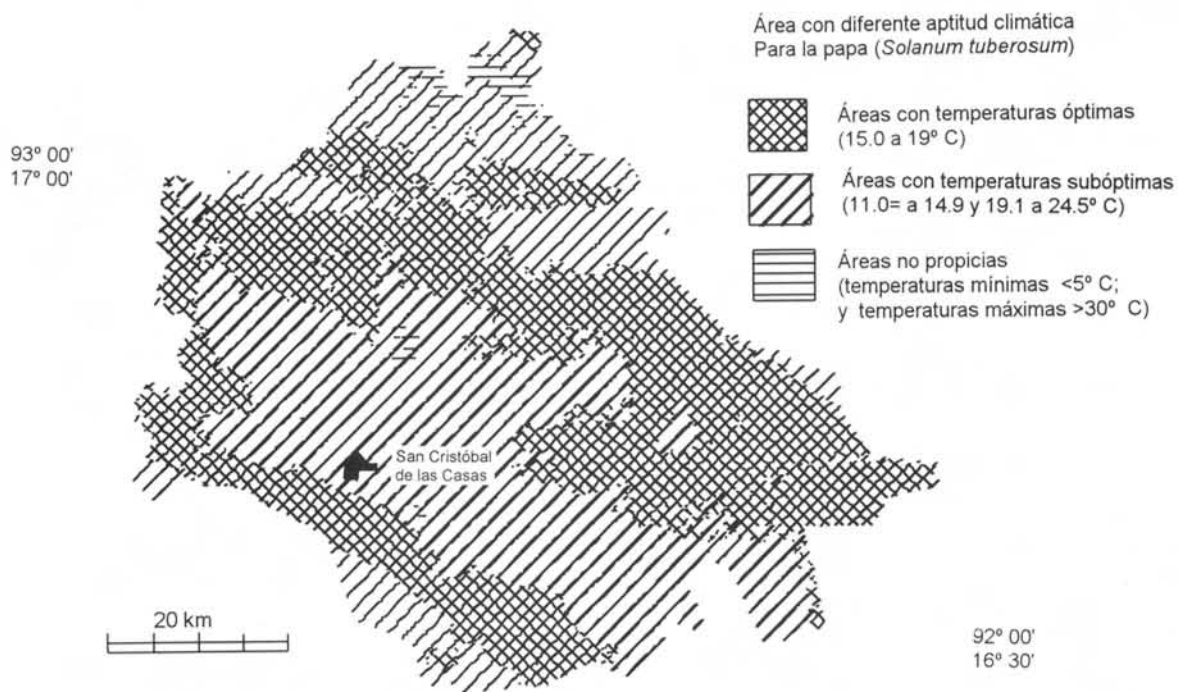 Área con diferente aptitud climática
Para la papa (Solanum tuberosum)
Áreas con temperaturas óptimas
(15.0 a 19º C)
93º 00'
17º 00'
Áreas con temperaturas subóptimas
(11.0= a 14.9 y 19.1 a 24.5º C)
Áreas no propicias
(temperaturas mínimas <5º C;
y temperaturas máximas >30º C)
San Cristóbal
de las Casas
20 km
92º 00'
16º 30'